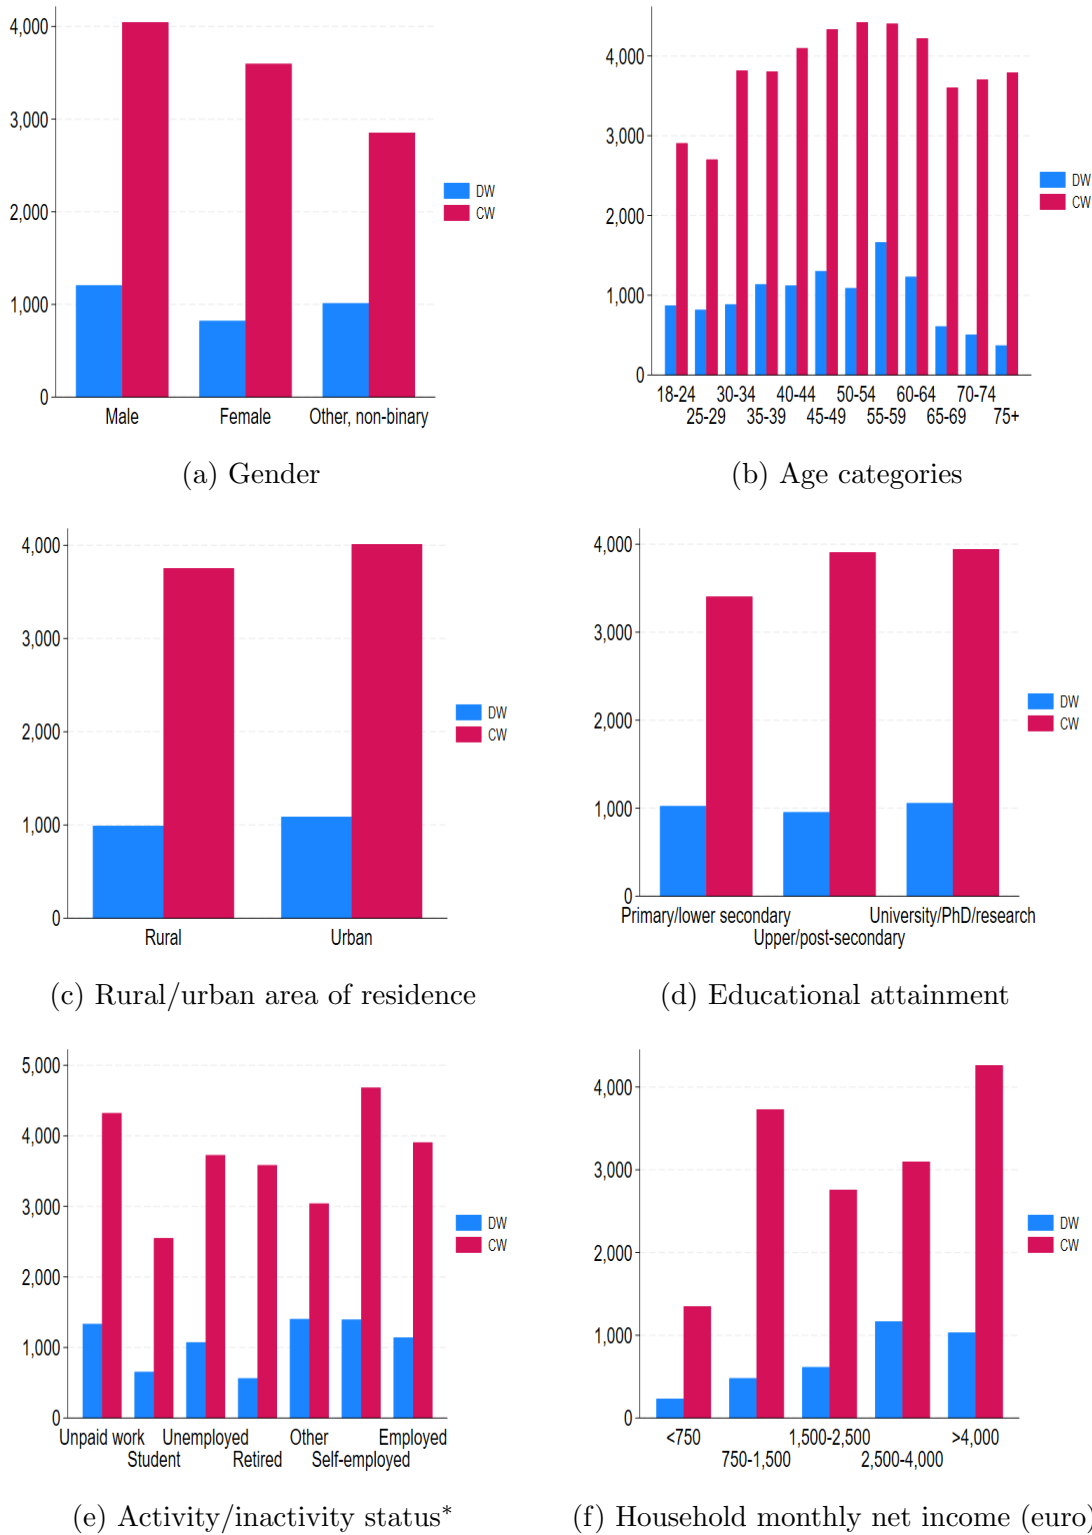 4,000
3,000
2,000
1,000
0
Male Female Other, non-binary
DW
CW
(a) Gender
4,000
3,000
2,000
1,000
0
18-24 30-34 40-44 50-54 60-64 70-74
25-29 35-39 45-49 55-59 65-69 75+
DW
CW
(b) Age categories
4,000
3,000
2,000
1,000
0
Rural Urban
DW
CW
(c) Rural/urban area of residence
4,000
3,000
2,000
1,000
0
Primary/lower secondary University/PhD/research
Upper/post-secondary
DW
CW
(d) Educational attainment
5,000
4,000
3,000
2,000
1,000
0
Unpaid work Unemployed Other Employed
Student Retired Self-employed
DW
CW
(e) Activity/inactivity status*
4,000
3,000
2,000
1,000
0
<750 1,500-2,500 >4,000
750-1,500 2,500-4,000
DW
CW
(f) Household monthly net income (euro)